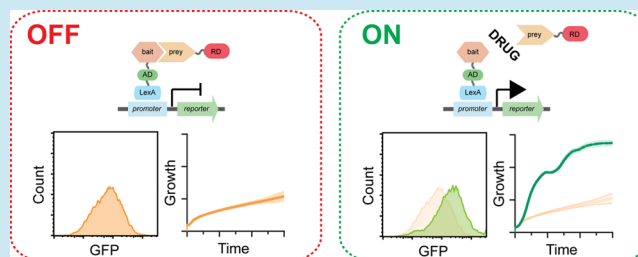 OFF
bait
prey
RD
AD
LexA
promoter
reporter
Count
GFP
Growth
Time
ON
bait
DRUG
prey
RD
AD
LexA
promoter
reporter
Count
GFP
Growth
Time